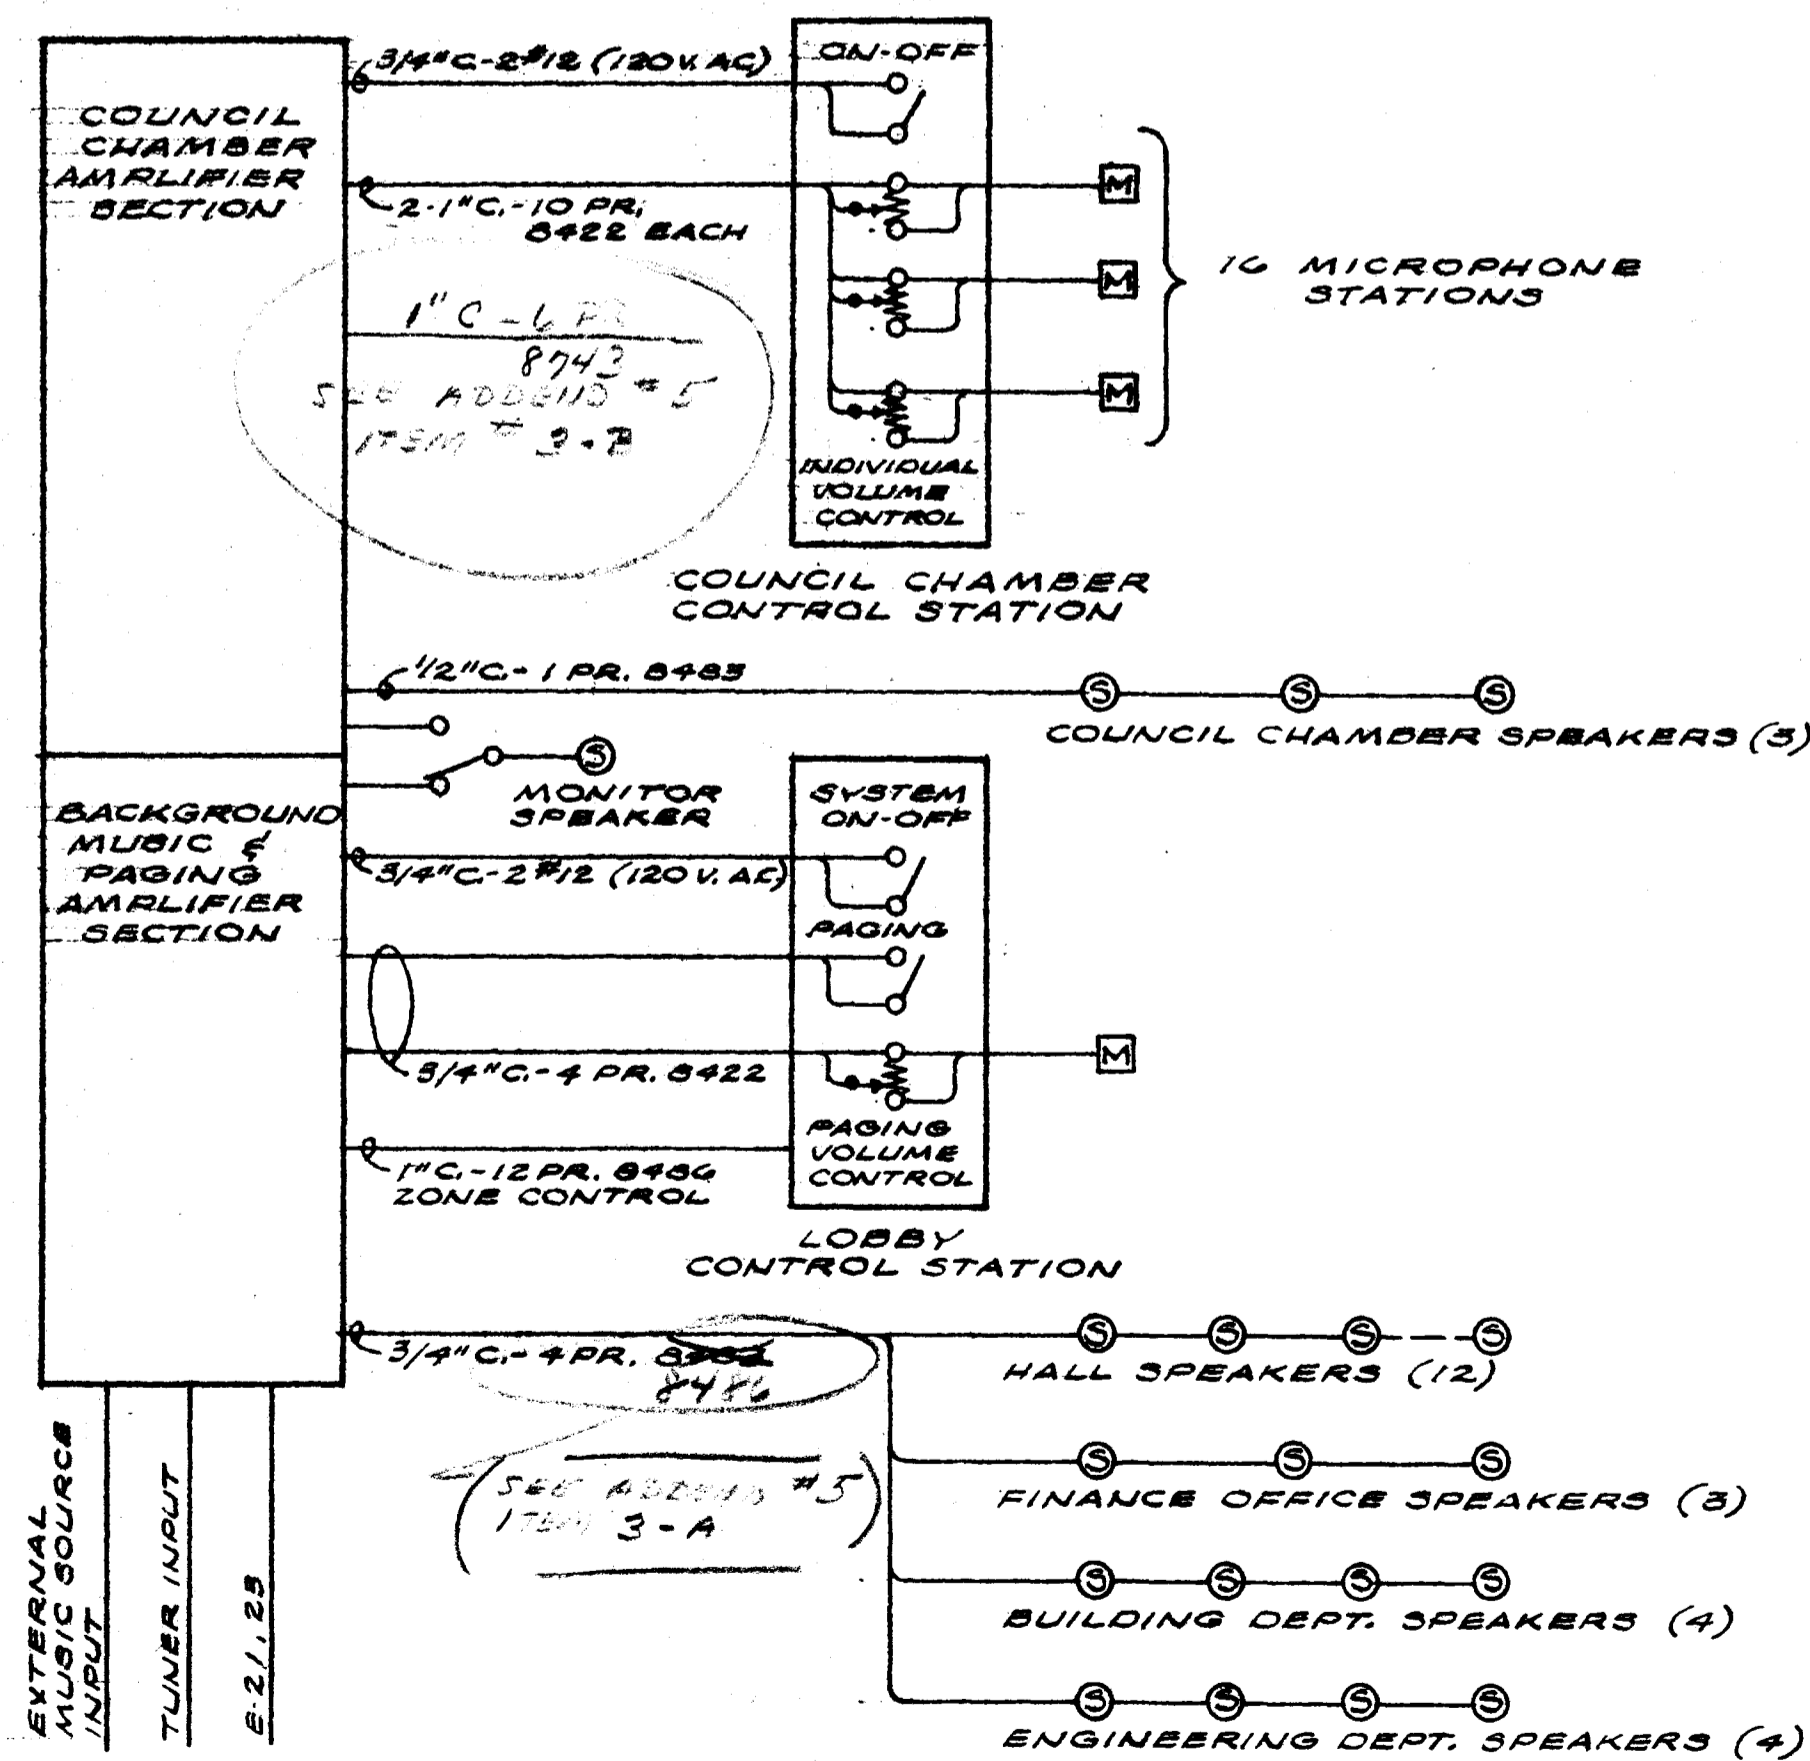 COUNCIL
CHAMBER
AMPLIFIER
SECTION
3/4"C-2#12 (120V. AC)
2-1"C.-10 PR.
8422 EACH
1" C - 6 PR
8743
SEE ADDEND # 5
ITEM # 3-B
ON-OFF
INDIVIDUAL
VOLUME
CONTROL
M
M
M
16 MICROPHONE
STATIONS
COUNCIL CHAMBER
CONTROL STATION
1/2"C.- 1 PR. 8483
S S S
COUNCIL CHAMBER SPEAKERS (3)
S
MONITOR
SPEAKER
BACKGROUND
MUSIC &
PAGING
AMPLIFIER
SECTION
3/4"C.-2#12 (120 V. AC)
3/4"C.-4 PR. 8422
1"C.-12 PR. 8486
ZONE CONTROL
SYSTEM
ON-OFF
PAGING
PAGING
VOLUME
CONTROL
M
LOBBY
CONTROL STATION
3/4"C.- 4 PR.
8486
(SEE ADDEND #5)
ITEM 3-A
S S S S
HALL SPEAKERS (12)
S S S
FINANCE OFFICE SPEAKERS (3)
S S S S
BUILDING DEPT. SPEAKERS (4)
S S S S
ENGINEERING DEPT. SPEAKERS (4)
EXTERNAL
MUSIC SOURCE
INPUT
TUNER INPUT
E-21, 23